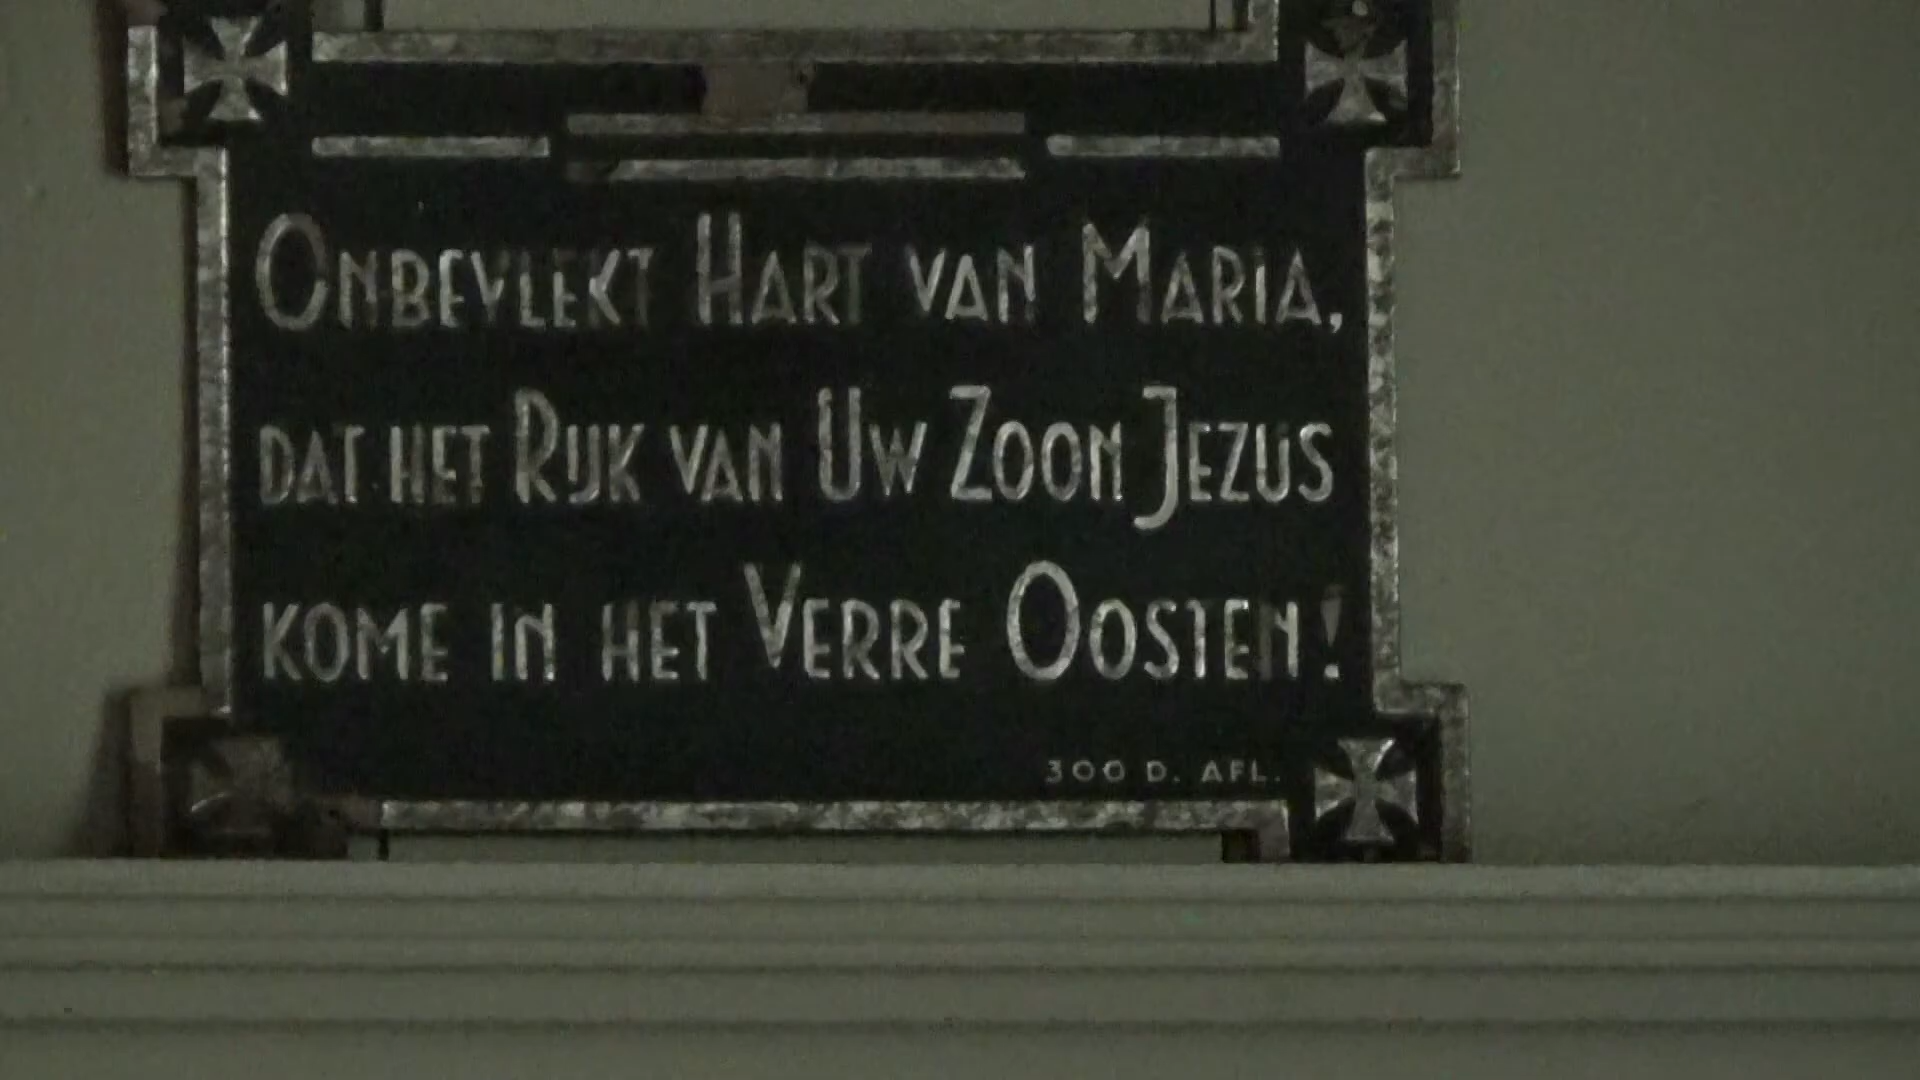 Onbevlekt Hart van Maria,
dat het Rijk van Uw Zoon Jezus
kome in het Verre Oosten!
300 D. AFL.